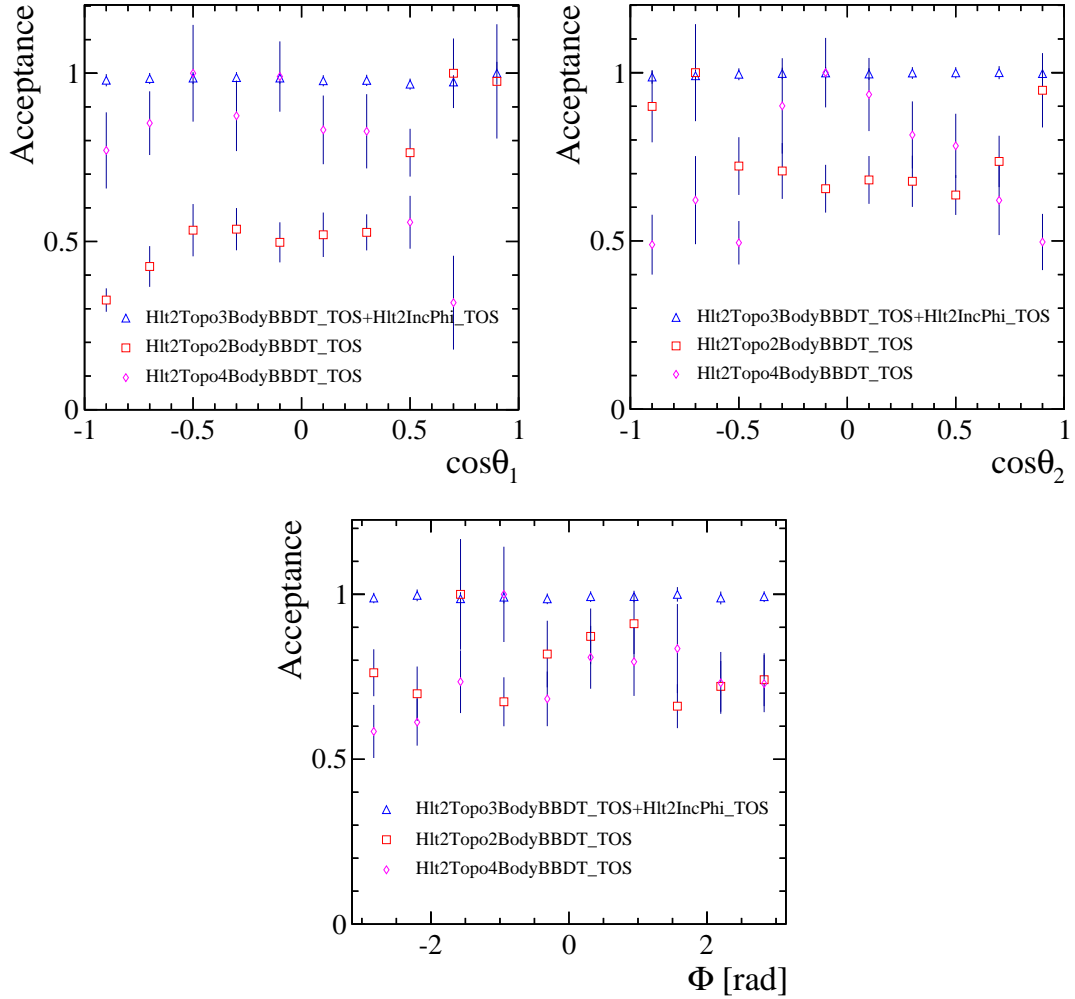 Acceptance
1
0.5
0
Hlt2Topo3BodyBBDT_TOS+Hlt2IncPhi_TOS
Hlt2Topo2BodyBBDT_TOS
Hlt2Topo4BodyBBDT_TOS
-1 -0.5 0 0.5 1
cosθ1
Acceptance
1
0.5
0
Hlt2Topo3BodyBBDT_TOS+Hlt2IncPhi_TOS
Hlt2Topo2BodyBBDT_TOS
Hlt2Topo4BodyBBDT_TOS
-1 -0.5 0 0.5 1
cosθ2
Acceptance
1
0.5
0
Hlt2Topo3BodyBBDT_TOS+Hlt2IncPhi_TOS
Hlt2Topo2BodyBBDT_TOS
Hlt2Topo4BodyBBDT_TOS
-2 0 2
Φ [rad]